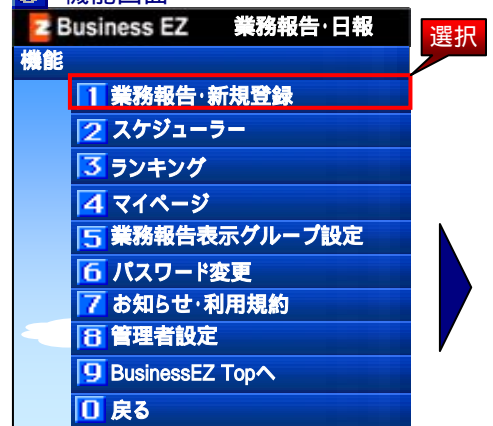 機能画面
Business EZ 業務報告･日報
選択
機能
1 業務報告･新規登録
2 スケジューラー
3 ランキング
4 マイページ
5 業務報告表示グループ設定
6 パスワード変更
7 お知らせ･利用規約
8 管理者設定
9 BusinessEZ Topへ
0 戻る